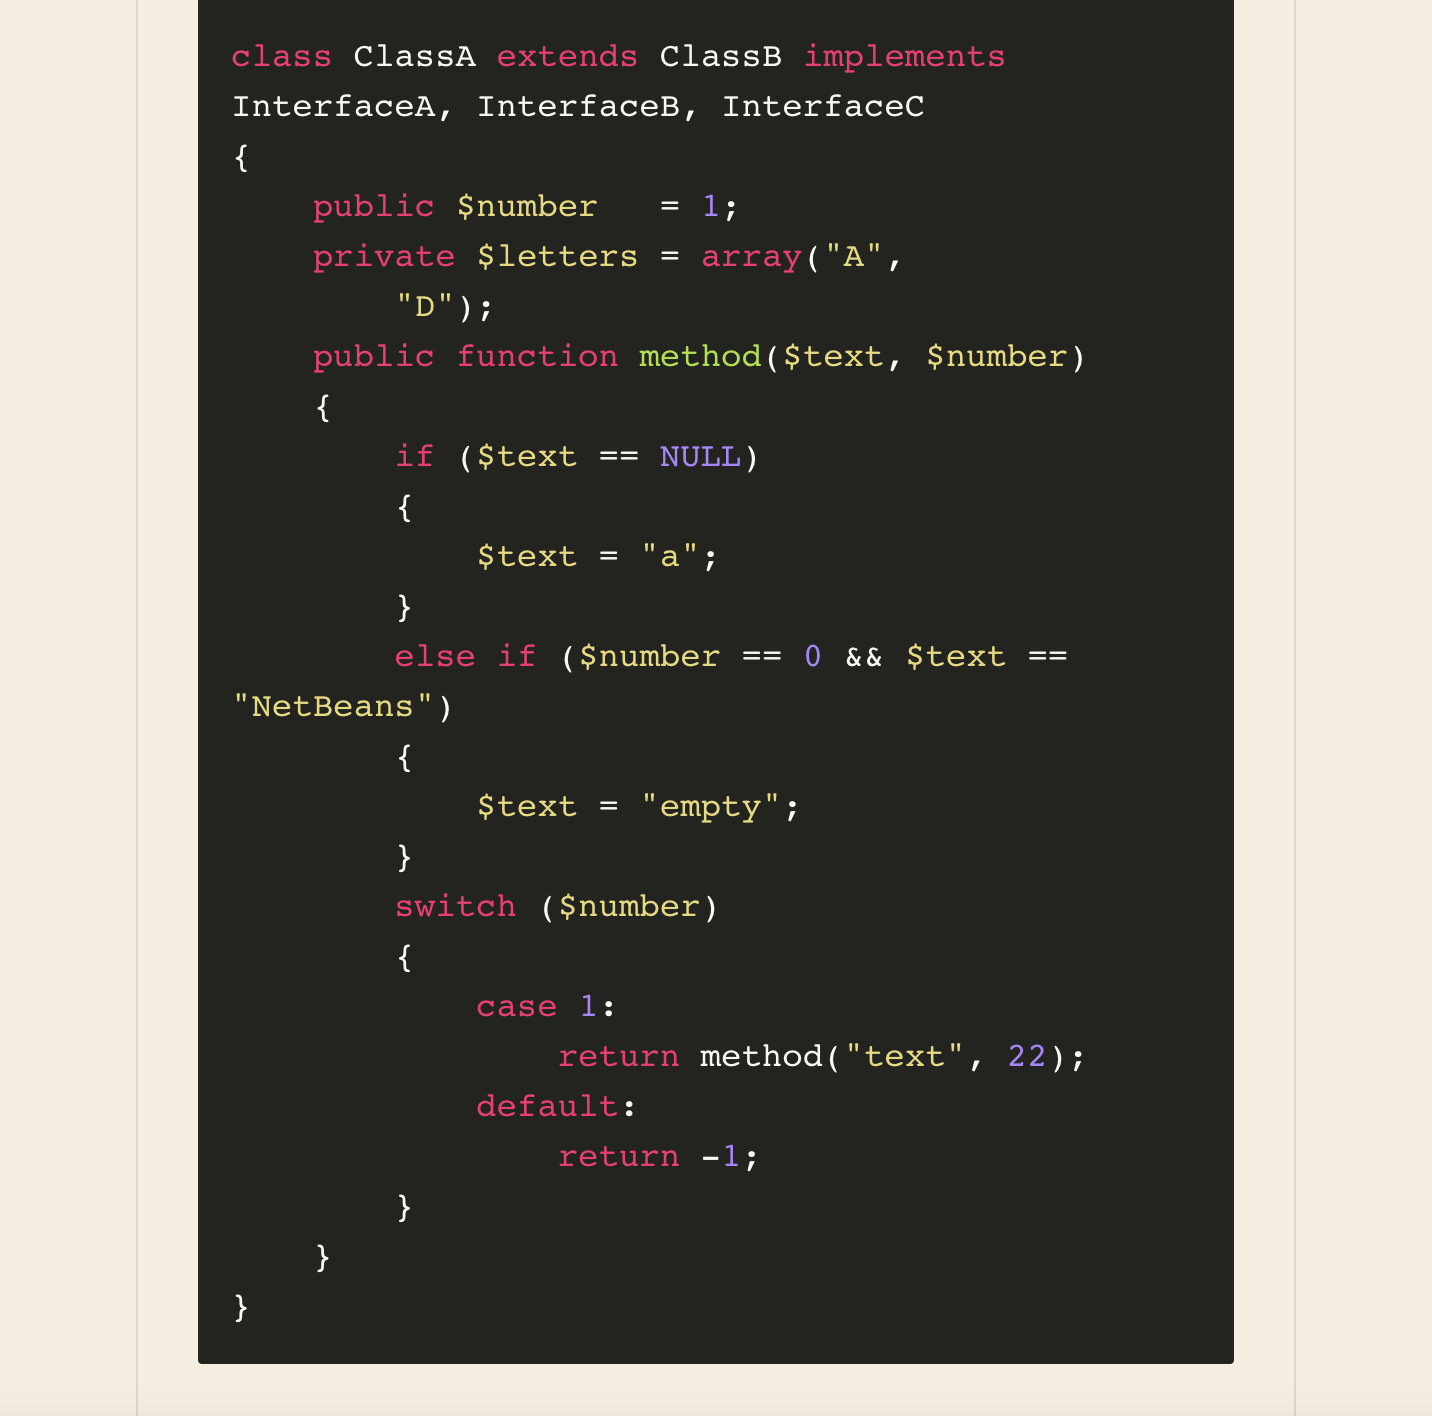 class ClassA extends ClassB implements
InterfaceA, InterfaceB, InterfaceC
{
    public $number   = 1;
    private $letters = array("A",
        "D");
    public function method($text, $number)
    {
        if ($text == NULL)
        {
            $text = "a";
        }
        else if ($number == 0 && $text ==
"NetBeans")
        {
            $text = "empty";
        }
        switch ($number)
        {
            case 1:
                return method("text", 22);
            default:
                return -1;
        }
    }
}